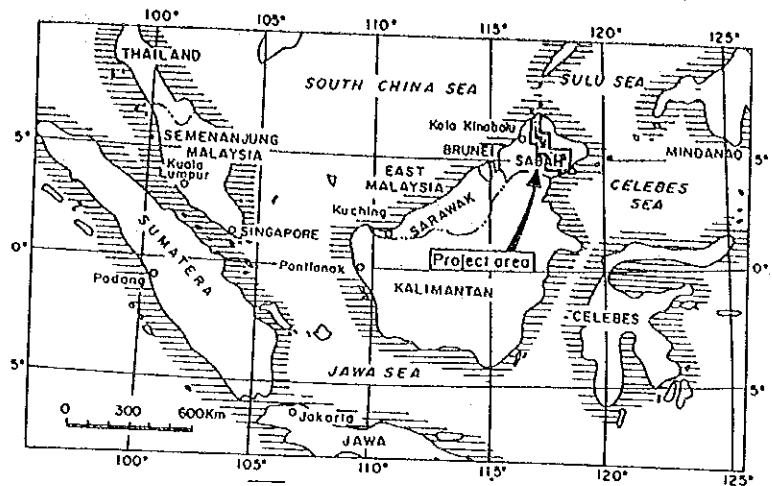 100° 105° 110° 115° 120° 125°
THAILAND
SOUTH CHINA SEA
SULU SEA
5°
5°
SEMENANJUNG
MALAYSIA
Kuala
Lumpur
Kota Kinabalu
BRUNEI
SABAH
MINDANAO
EAST
MALAYSIA
CELEBES
SEA
Kuching
SARAWAK
SINGAPORE
SUMATERA
0°
0°
Pontianak
Project area
Padang
KALIMANTAN
CELEBES
5°
5°
JAWA SEA
0 300 600Km
Jakarta
JAWA
100° 105° 110° 115° 120° 125°